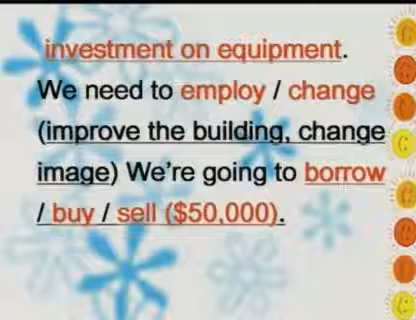 investment on equipment.
We need to employ / change
(improve the building, change
image) We're going to borrow
/ buy / sell ($50,000).